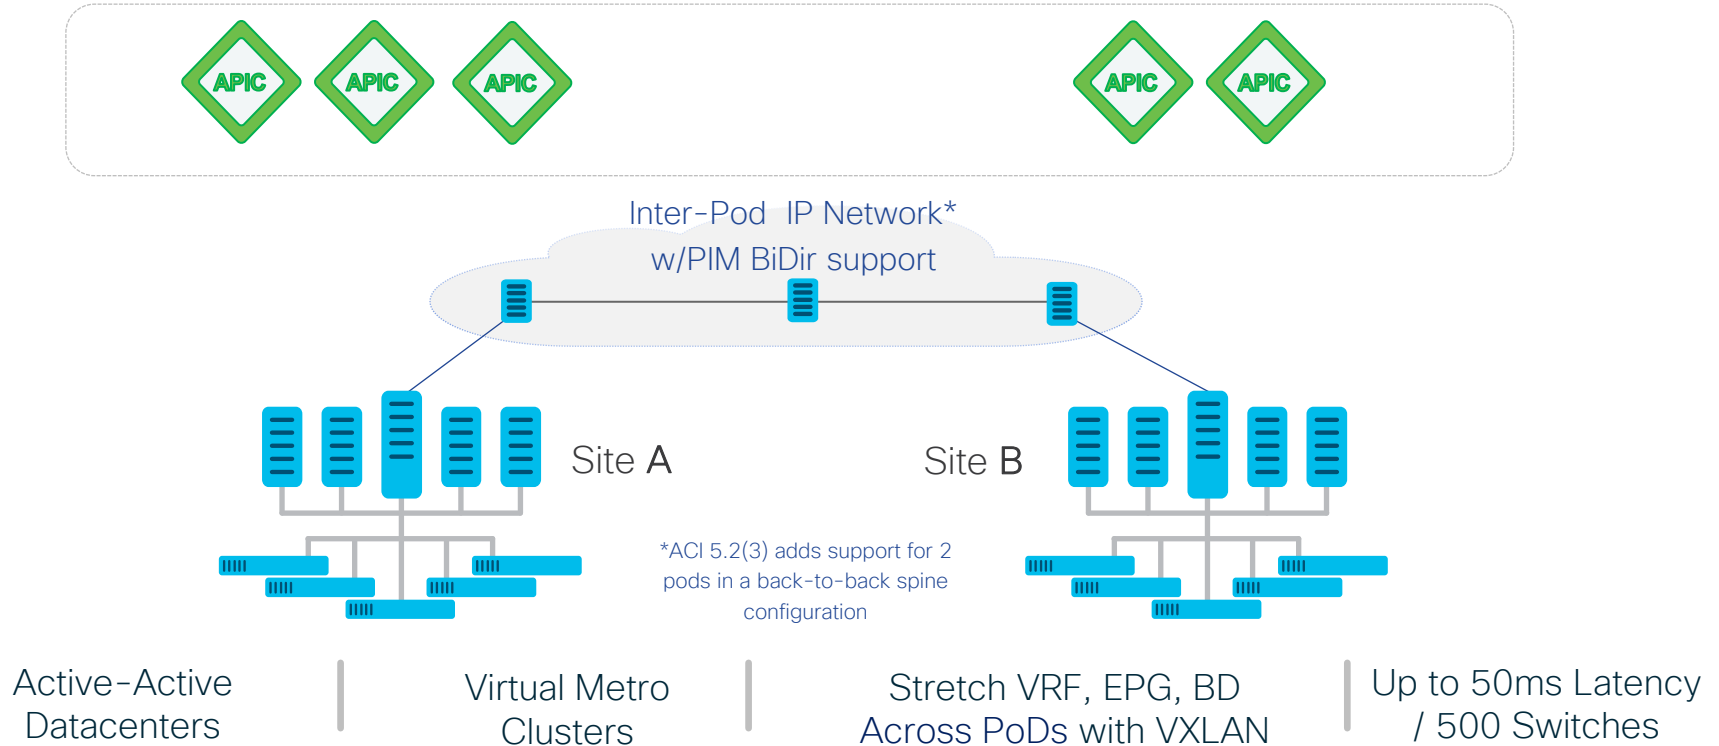 APIC APIC APIC APIC APIC
Inter-Pod IP Network*
w/PIM BiDir support
Site A
Site B
*ACI 5.2(3) adds support for 2
pods in a back-to-back spine
configuration
Active-Active
Datacenters
Virtual Metro
Clusters
Stretch VRF, EPG, BD
Across PoDs with VXLAN
Up to 50ms Latency
/ 500 Switches